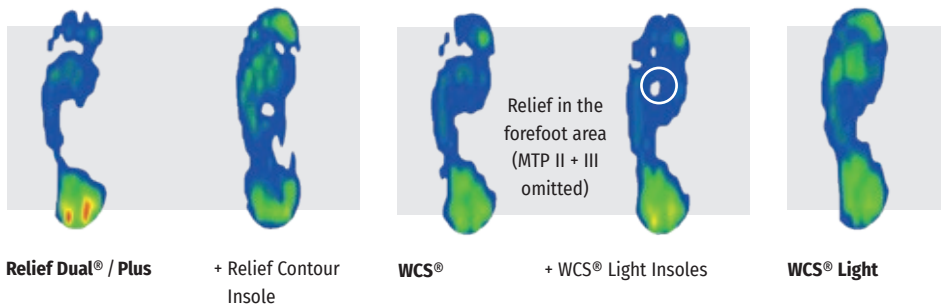 Relief in the
forefoot area
(MTP II + III
omitted)
Relief Dual® / Plus
+ Relief Contour
Insole
WCS®
+ WCS® Light Insoles
WCS® Light